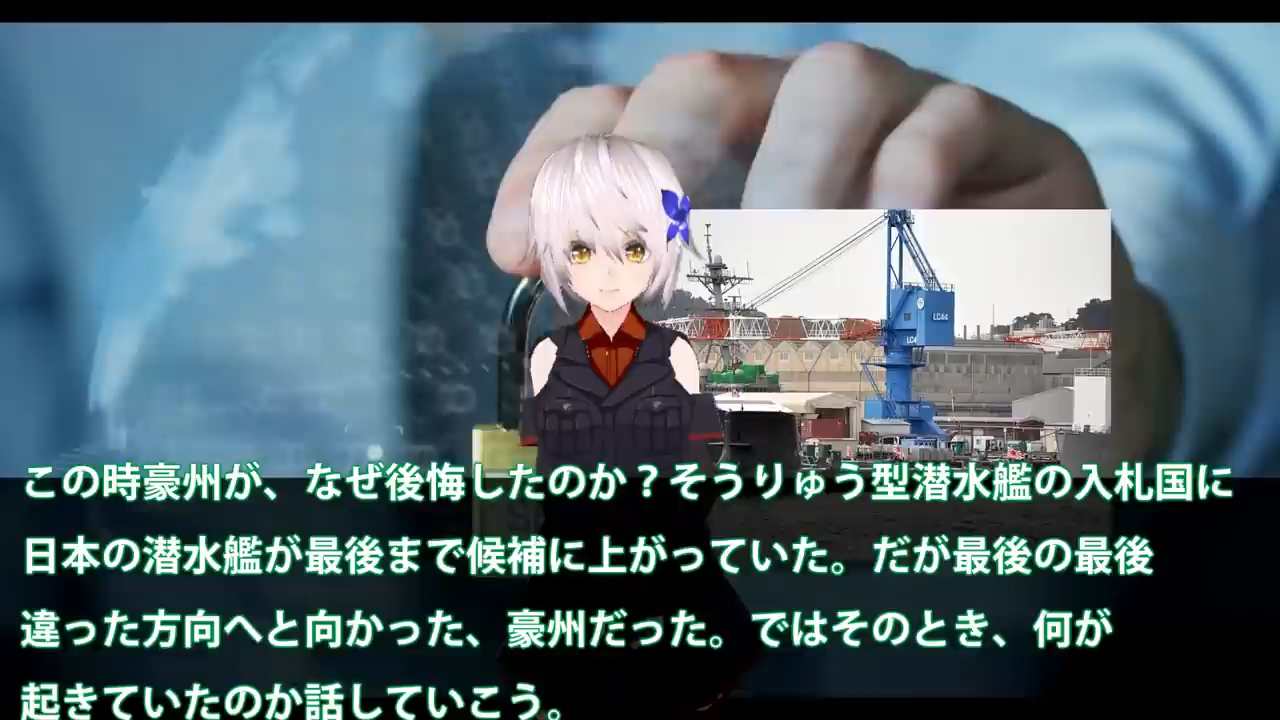 LC44
この時豪州が、なぜ後悔したのか？そうりゅう型潜水艦の入札国に
日本の潜水艦が最後まで候補に上がっていた。だが最後の最後
違った方向へと向かった、豪州だった。ではそのとき、何が
起きていたのか話していこう。